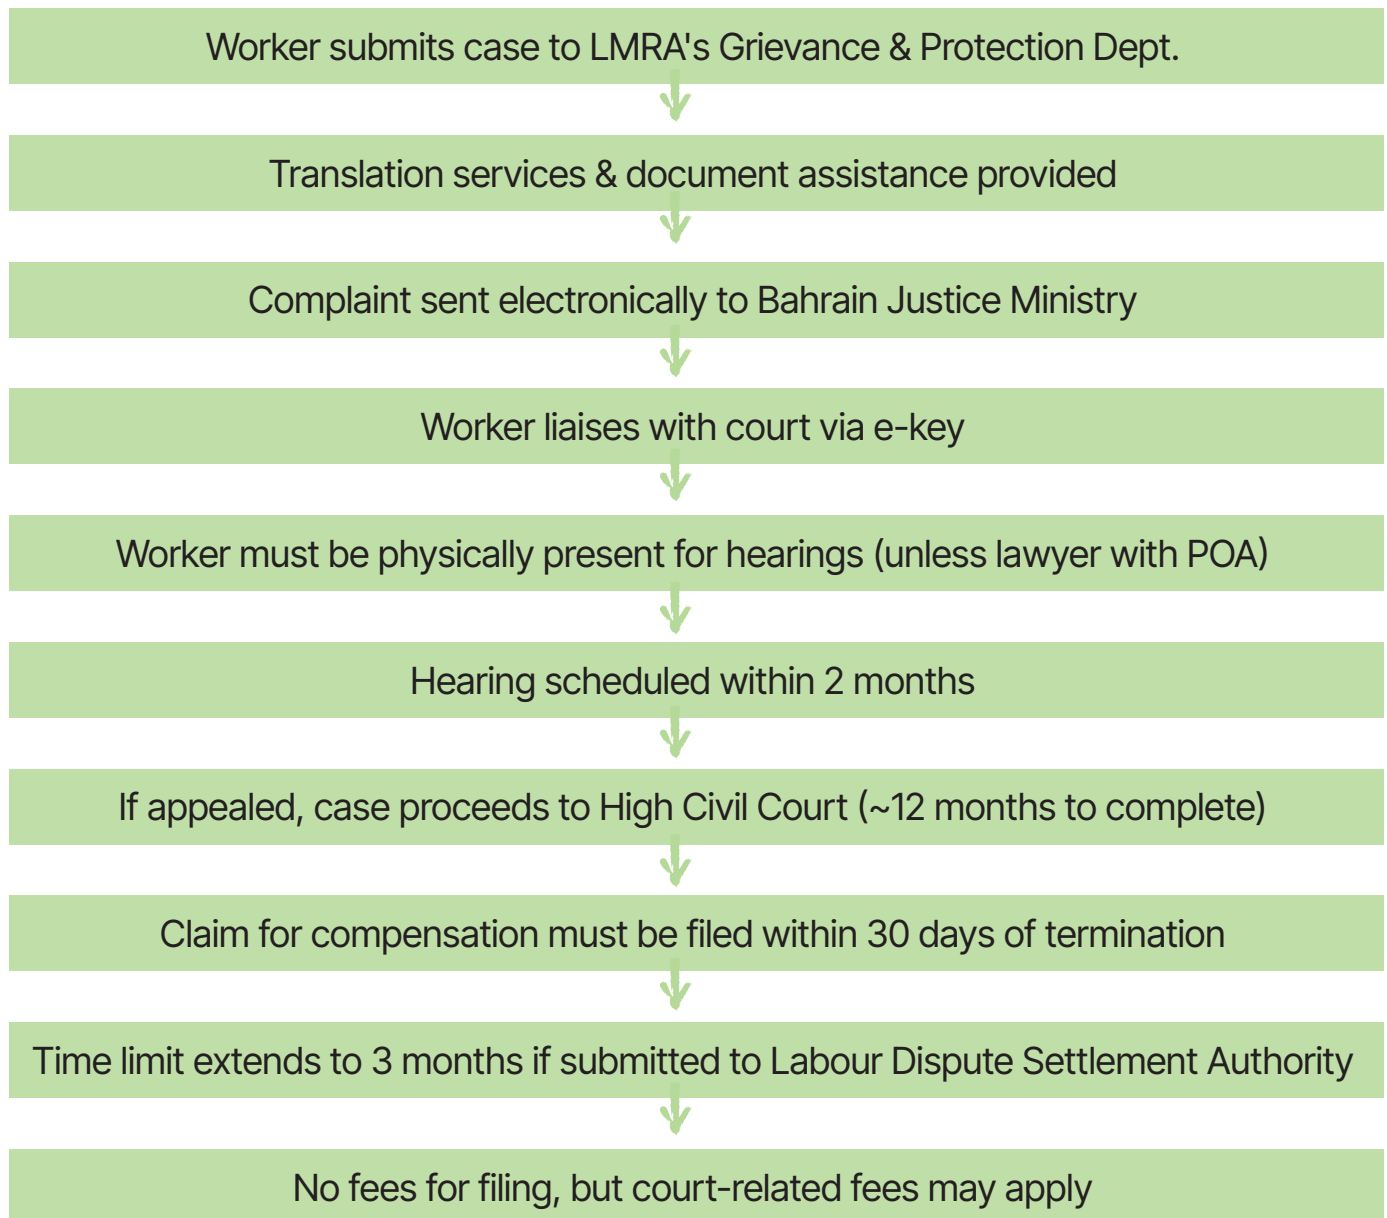 Worker submits case to LMRA's Grievance & Protection Dept.
Translation services & document assistance provided
Complaint sent electronically to Bahrain Justice Ministry
Worker liaises with court via e-key
Worker must be physically present for hearings (unless lawyer with POA)
Hearing scheduled within 2 months
If appealed, case proceeds to High Civil Court (~12 months to complete)
Claim for compensation must be filed within 30 days of termination
Time limit extends to 3 months if submitted to Labour Dispute Settlement Authority
No fees for filing, but court-related fees may apply